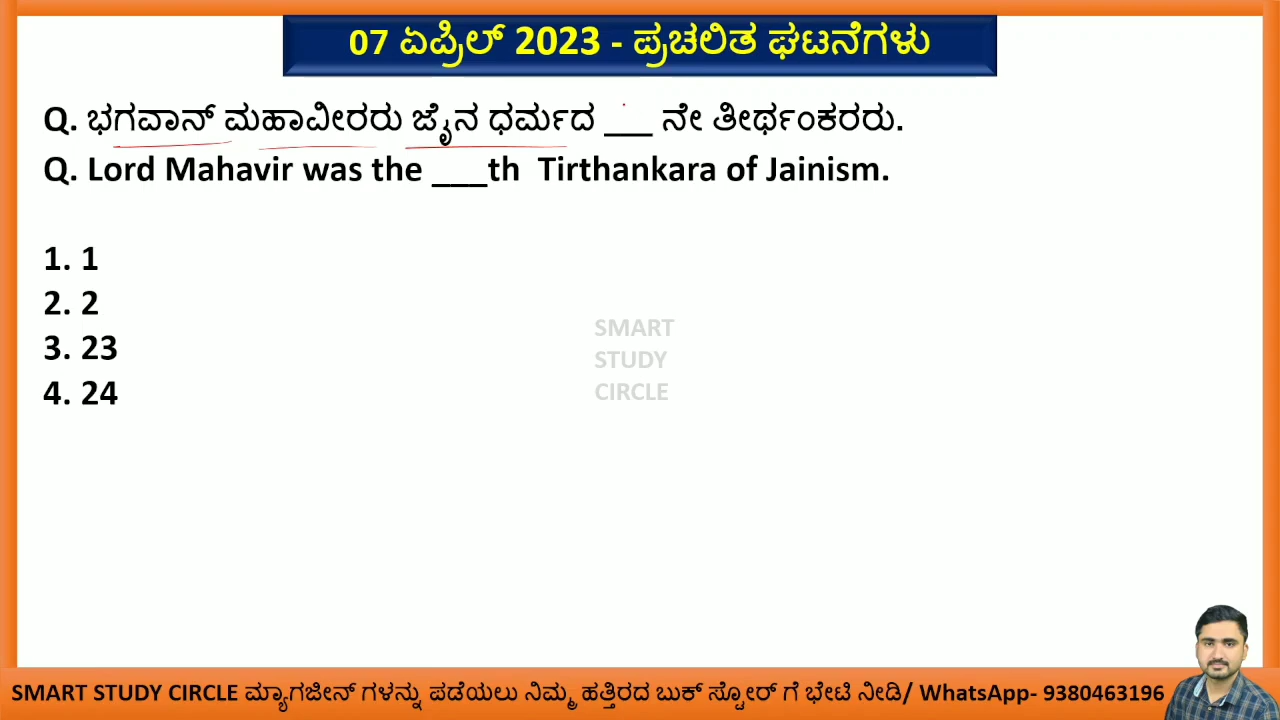 07 ಏಪ್ರಿಲ್ 2023 - ಪ್ರಚಲಿತ ಘಟನೆಗಳು
Q. ಭಗವಾನ್ ಮಹಾವೀರರು ಜೈನ ಧರ್ಮದ ___ ನೇ ತೀರ್ಥಂಕರರು.
Q. Lord Mahavir was the ___th Tirthankara of Jainism.
1. 1
2. 2
3. 23
4. 24
SMART
STUDY
CIRCLE
SMART STUDY CIRCLE ಮ್ಯಾಗಜೀನ್ ಗಳನ್ನು ಪಡೆಯಲು ನಿಮ್ಮ ಹತ್ತಿರದ ಬುಕ್ ಸ್ಟೋರ್ ಗೆ ಭೇಟಿ ನೀಡಿ/ WhatsApp- 9380463196